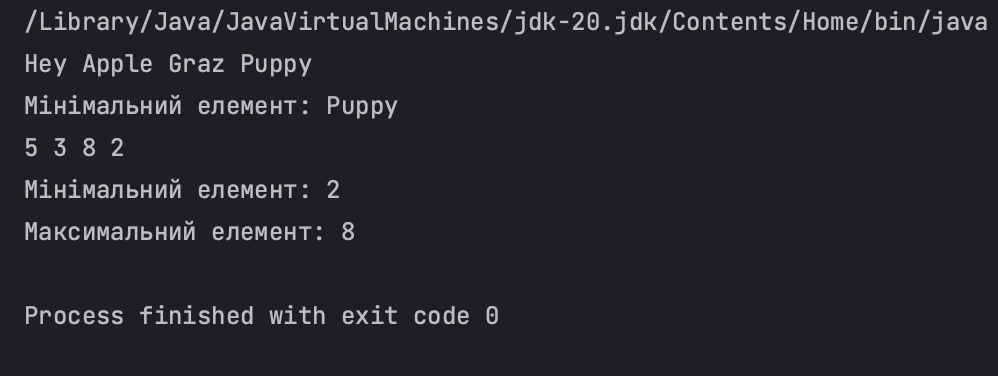 /Library/Java/JavaVirtualMachines/jdk-20.jdk/Contents/Home/bin/java
Hey Apple Graz Puppy
Мінімальний елемент: Puppy
5 3 8 2
Мінімальний елемент: 2
Максимальний елемент: 8
Process finished with exit code 0